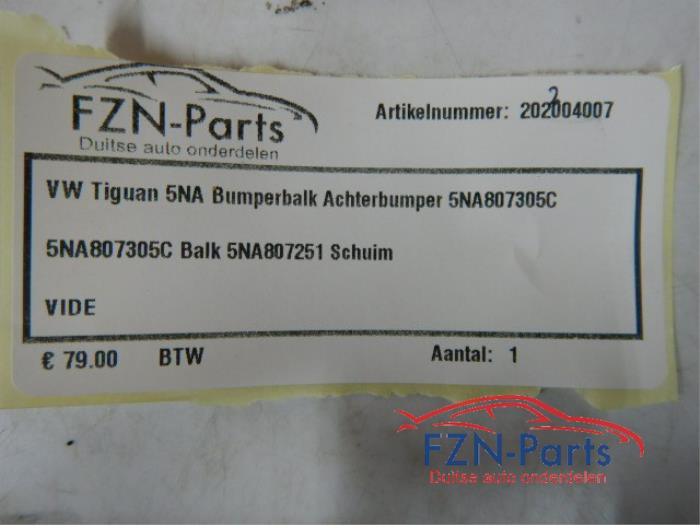 FZN-Parts
Duitse auto onderdelen
Artikelnummer: 202004007
2
VW Tiguan 5NA Bumperbalk Achterbumper 5NA807305C
5NA807305C Balk 5NA807251 Schuim
VIDE
€ 79.00 BTW Aantal: 1
FZN-Parts
Duitse auto onderdelen